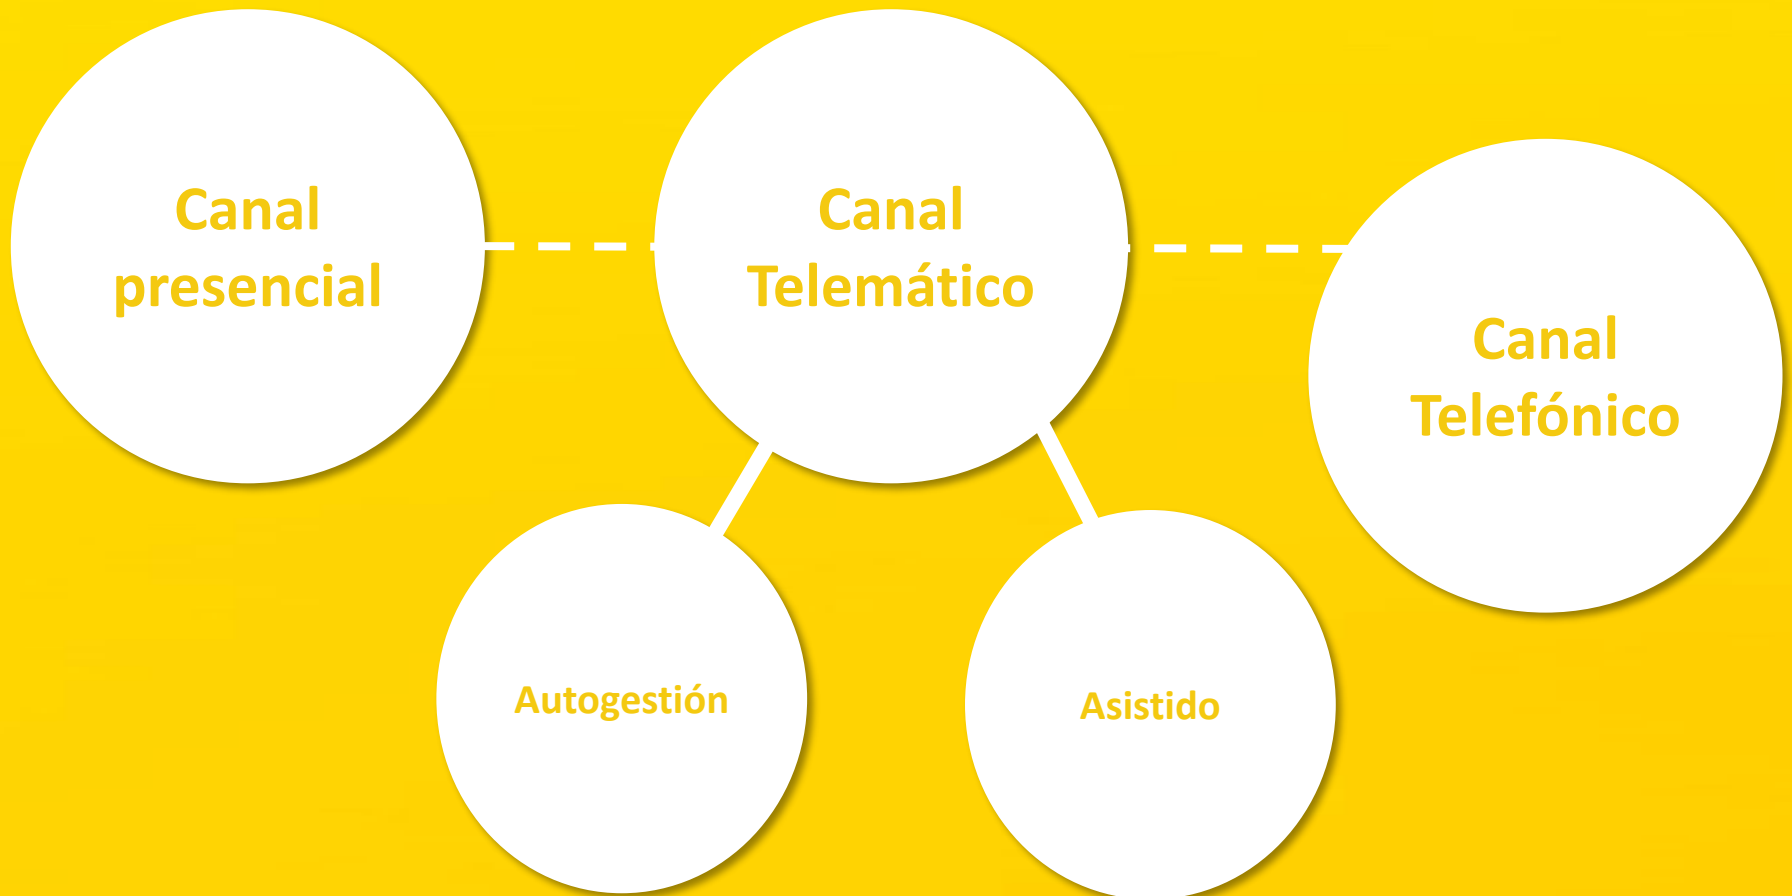 Canal
presencial
Canal
Telemático
Canal
Telefónico
Autogestión
Asistido